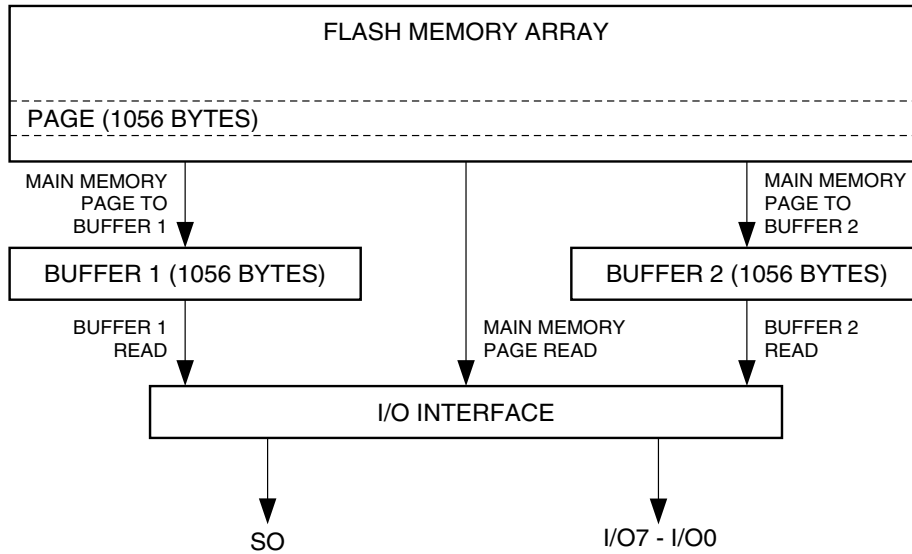 FLASH MEMORY ARRAY
PAGE (1056 BYTES)
MAIN MEMORY
PAGE TO
BUFFER 1
MAIN MEMORY
PAGE TO
BUFFER 2
BUFFER 1 (1056 BYTES)
BUFFER 2 (1056 BYTES)
BUFFER 1
READ
MAIN MEMORY
PAGE READ
BUFFER 2
READ
I/O INTERFACE
SO
I/O7 - I/O0